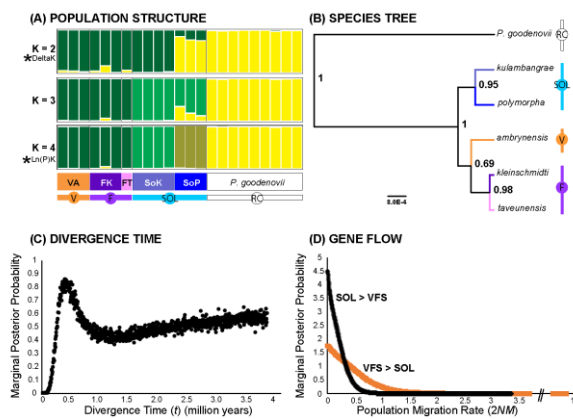 (A) POPULATION STRUCTURE
K = 2
*DeltaK
K = 3
K = 4
*Ln(P)K
VA FK FT SoK SoP P. goodenovii
V F SOL RO
(B) SPECIES TREE
P. goodenovii
RO
1
kulambangrae
0.95
SOL
polymorpha
1
ambrynensis
V
0.69
kleinschmidti
0.98
F
taveunensis
(C) DIVERGENCE TIME
Marginal Posterior Probability
1
0.9
0.8
0.7
0.6
0.5
0.4
0.3
0.2
0.1
0
0 0.5 1 1.5 2 2.5 3 3.5 4
Divergence Time (t) (million years)
(D) GENE FLOW
Marginal Posterior Probability
5
4.5
4
3.5
3
2.5
2
1.5
1
0.5
0
SOL > VFS
VFS > SOL
0 0.5 1 1.5 2 2.5 3.5
Population Migration Rate (2NM)